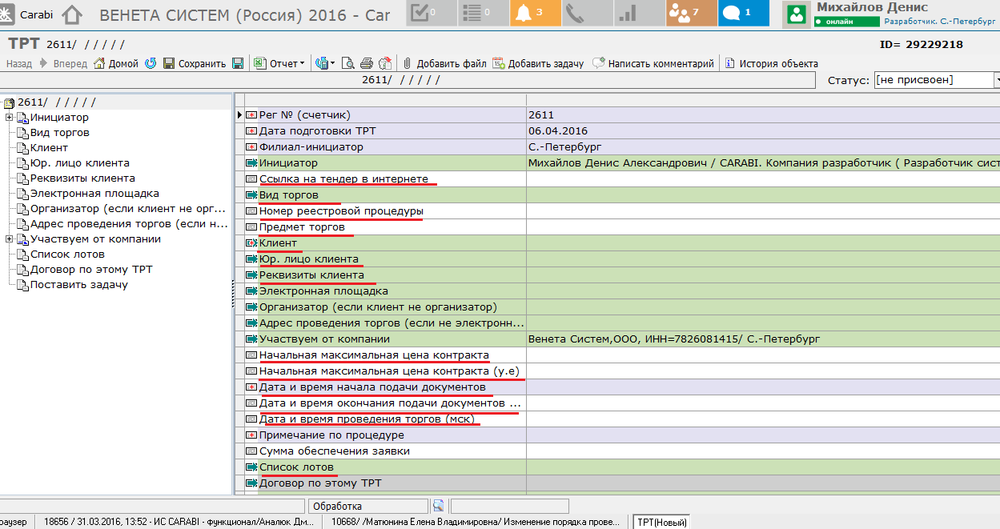 Carabi
ВЕНЕТА СИСТЕМ (Россия) 2016 - Car
0
0
3
7
1
Михайлов Денис
онлайн
Разработчик. С.-Петербург
ТРТ 2611/ / / / / /
ID= 29229218
Назад Вперед Домой Сохранить Отчет Добавить файл Добавить задачу Написать комментарий История объекта
2611/ / / / / /
Статус: [не присвоен]
2611/ / / / / /
Инициатор
Вид торгов
Клиент
Юр. лицо клиента
Реквизиты клиента
Электронная площадка
Организатор (если клиент не орг...
Адрес проведения торгов (если н...
Участвуем от компании
Список лотов
Договор по этому ТРТ
Поставить задачу
Рег № (счетчик) 2611
Дата подготовки ТРТ 06.04.2016
Филиал-инициатор С.-Петербург
Инициатор Михайлов Денис Александрович / CARABI. Компания разработчик ( Разработчик сист
Ссылка на тендер в интернете
Вид торгов
Номер реестровой процедуры
Предмет торгов
Клиент
Юр. лицо клиента
Реквизиты клиента
Электронная площадка
Организатор (если клиент не организатор)
Адрес проведения торгов (если не электронн...
Участвуем от компании Венета Систем,ООО, ИНН=7826081415/ С.-Петербург
Начальная максимальная цена контракта
Начальная максимальная цена контракта (у.е)
Дата и время начала подачи документов
Дата и время окончания подачи документов ...
Дата и время проведения торгов (мск)
Примечание по процедуре
Сумма обеспечения заявки
Список лотов
Договор по этому ТРТ
Обработка
раузер
18656 / 31.03.2016, 13:52 - ИС CARABI - функционал/Аналюк Дм...
10668/ /Матюнина Елена Владимировна/ Изменение порядка прове...
ТРТ(Новый)